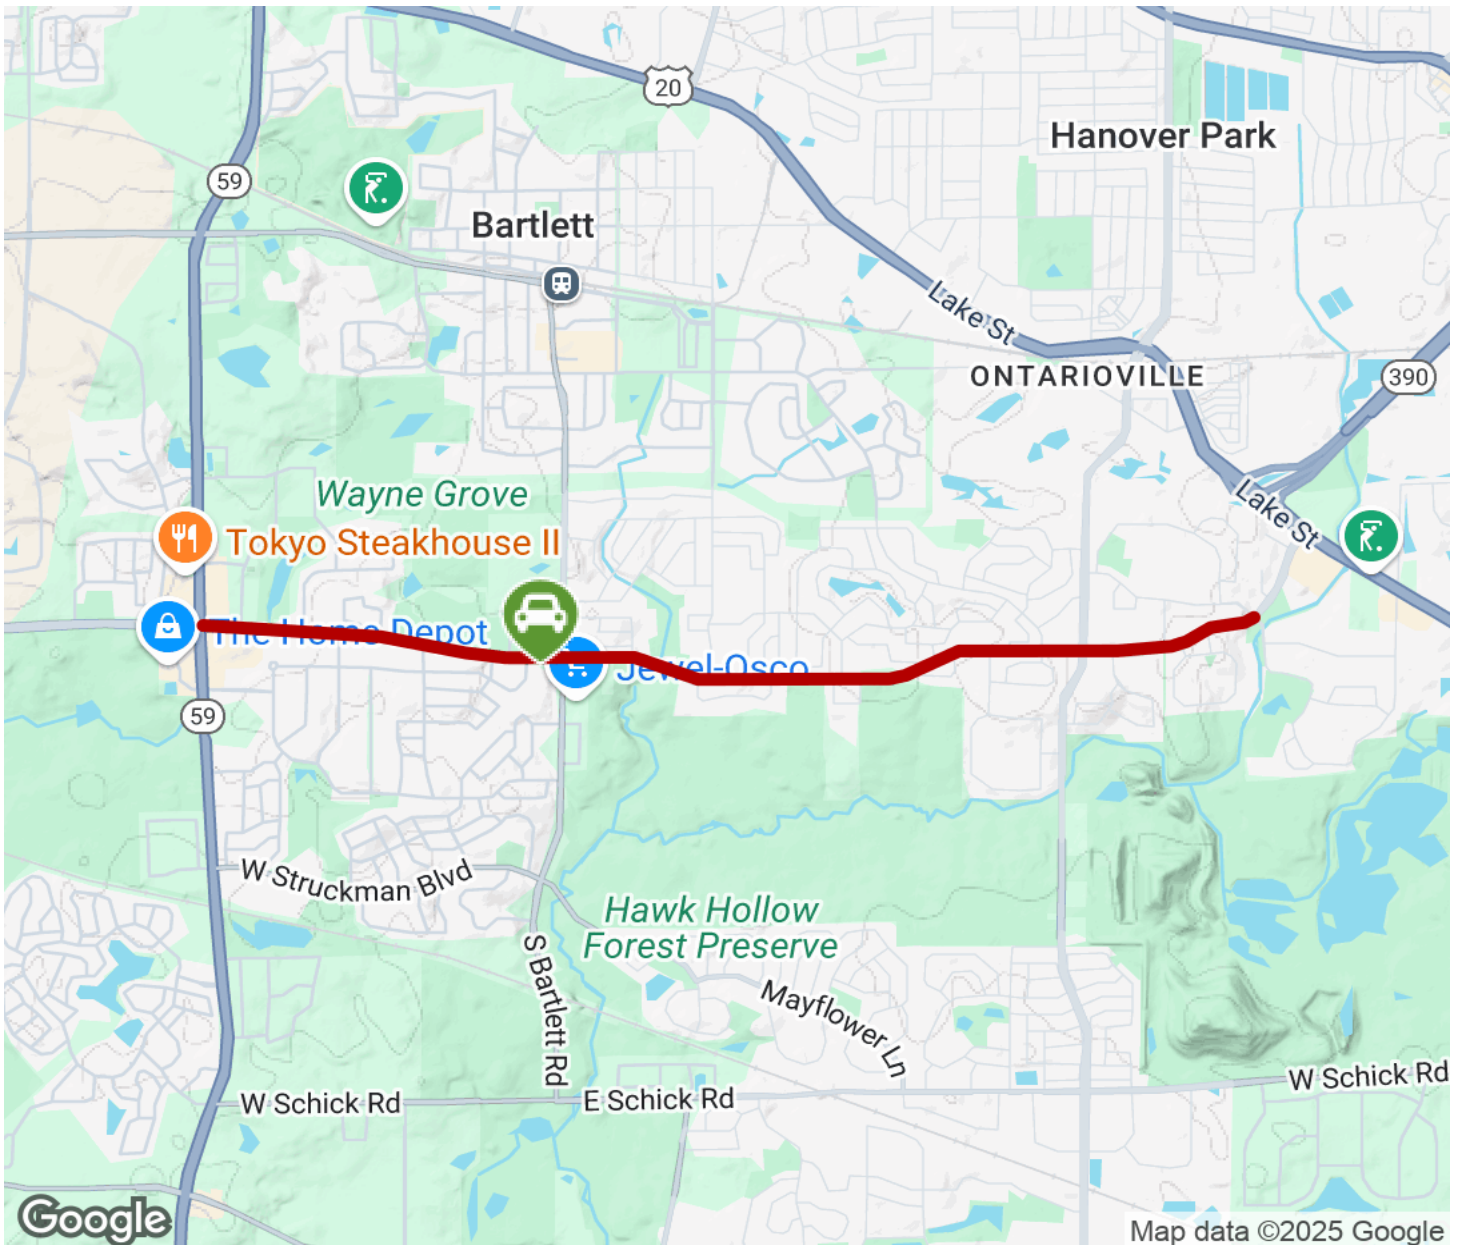 20
Hanover Park
59
Bartlett
Lake St
ONTARIOVILLE
390
Wayne Grove
Lake St
Tokyo Steakhouse II
The Home Depot
Jewel-Osco
59
W Struckman Blvd
Hawk Hollow
Forest Preserve
S Bartlett Rd
Mayflower Ln
W Schick Rd
E Schick Rd
W Schick Rd
Google
Map data ©2025 Google